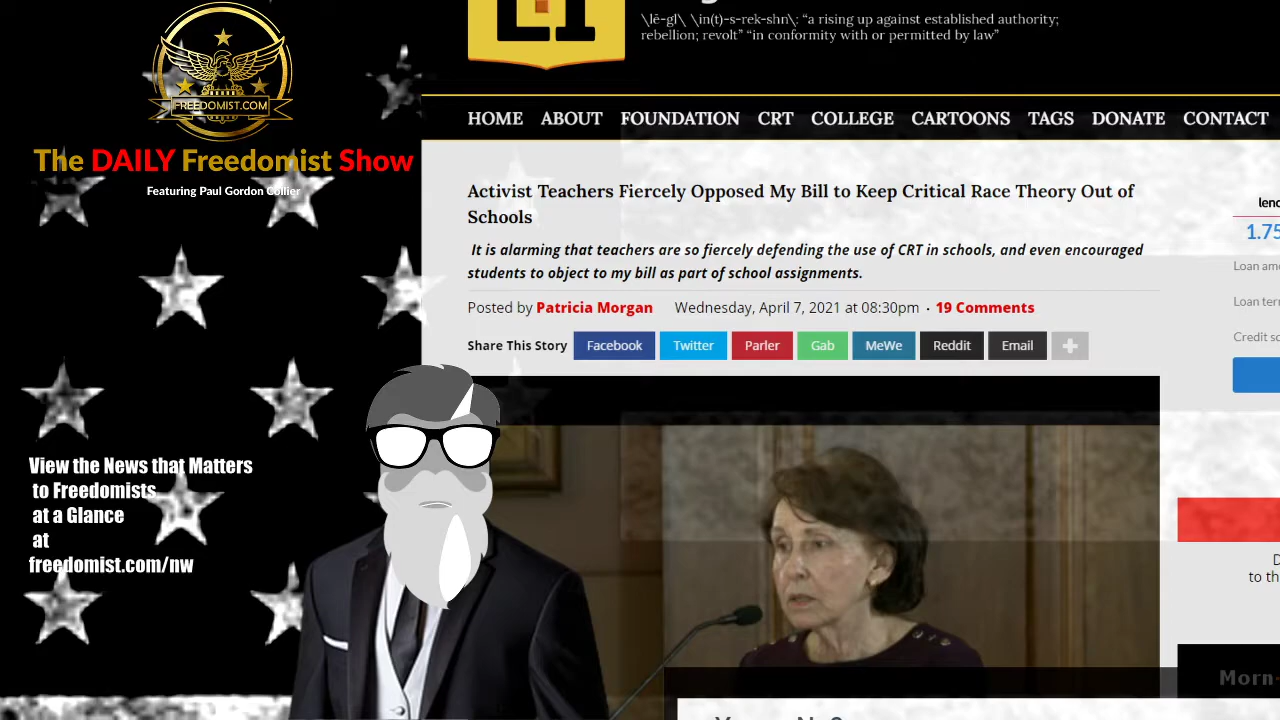 \lē-gl\ \in(t)-s-rek-shn\: “a rising up against established authority;
rebellion; revolt” “in conformity with or permitted by law”
FREEDOMIST.COM
The DAILY Freedomist Show
Featuring Paul Gordon Collier
HOME ABOUT FOUNDATION CRT COLLEGE CARTOONS TAGS DONATE CONTACT
Activist Teachers Fiercely Opposed My Bill to Keep Critical Race Theory Out of
Schools
It is alarming that teachers are so fiercely defending the use of CRT in schools, and even encouraged
students to object to my bill as part of school assignments.
Posted by Patricia Morgan Wednesday, April 7, 2021 at 08:30pm · 19 Comments
Share This Story Facebook Twitter Parler Gab MeWe Reddit Email +
1.75
Loan
Loan
Credit
View the News that Matters
to Freedomists
at a Glance
at
freedomist.com/nw
to